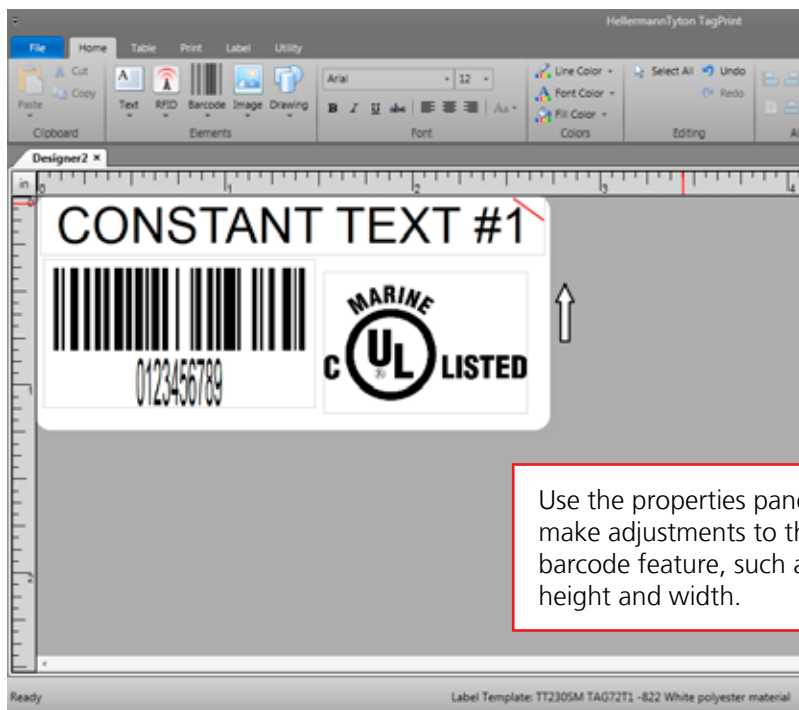 HellermannTyton TagPrint
File Home Table Print Label Utility
Cut
Copy
Paste
Text RFID Barcode Image Drawing
Arial 12
B I U abc Aa
Line Color
Font Color
Fill Color
Select All Undo
Redo
Clipboard Elements Font Colors Editing
Designer2 ×
in 0 1 2 3 4
CONSTANT TEXT #1
0123456789
MARINE
C UL LISTED
®
1
2
Use the properties
make adjustments to
barcode feature, such
height and width.
Ready Label Template: TT230SM TAG72T1 -822 White polyester material